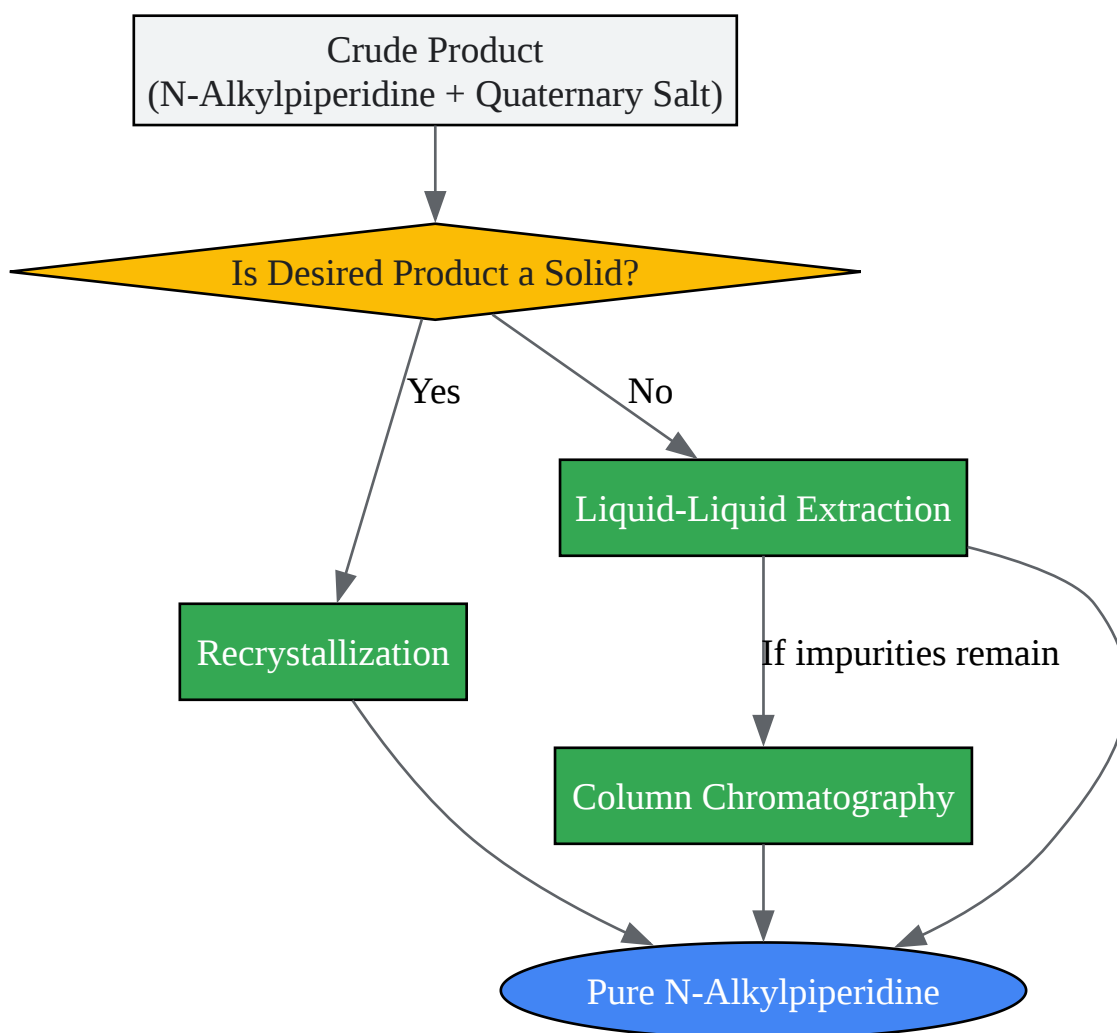 Crude Product
(N-Alkylpiperidine + Quaternary Salt)
Is Desired Product a Solid?
Yes
No
Liquid-Liquid Extraction
Recrystallization
If impurities remain
Column Chromatography
Pure N-Alkylpiperidine